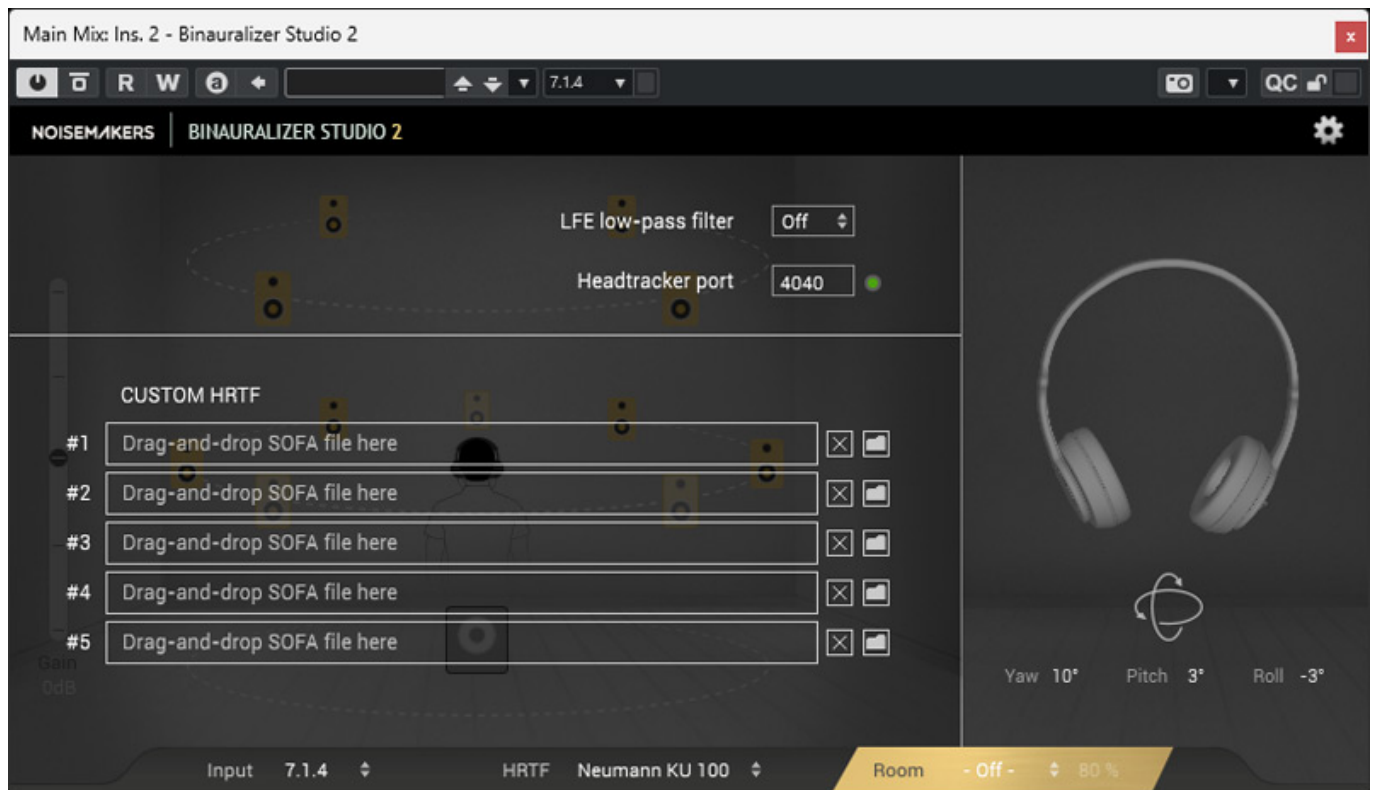 Main Mix: Ins. 2 - Binauralizer Studio 2
x
R W a 7.1.4 QC
NOISEMAKERS BINAURALIZER STUDIO 2
LFE low-pass filter Off
Headtracker port 4040
CUSTOM HRTF
#1 Drag-and-drop SOFA file here
#2 Drag-and-drop SOFA file here
#3 Drag-and-drop SOFA file here
#4 Drag-and-drop SOFA file here
#5 Drag-and-drop SOFA file here
Gain
0dB
Yaw 10° Pitch 3° Roll -3°
Input 7.1.4 HRTF Neumann KU 100 Room - Off - 80 %